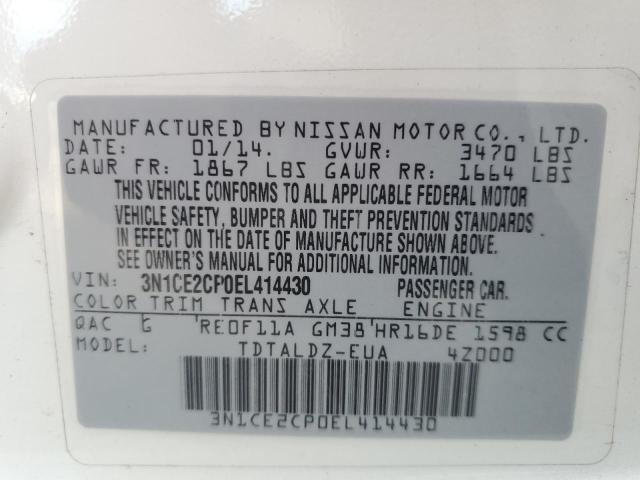 MANUFACTURED BY NISSAN MOTOR CO., LTD.
DATE: 01/14. GVWR: 3470 LBS
GAWR FR: 1867 LBS GAWR RR: 1664 LBS
THIS VEHICLE CONFORMS TO ALL APPLICABLE FEDERAL MOTOR
VEHICLE SAFETY, BUMPER AND THEFT PREVENTION STANDARDS
IN EFFECT ON THE DATE OF MANUFACTURE SHOWN ABOVE.
SEE OWNER'S MANUAL FOR ADDITIONAL INFORMATION.
VIN: 3N1CE2CP0EL414430 PASSENGER CAR.
COLOR TRIM TRANS AXLE ENGINE
QAC G RE0F11A GM38 HR16DE 1598 CC
MODEL: TDTALDZ-EUA 4Z000
3N1CE2CP0EL414430